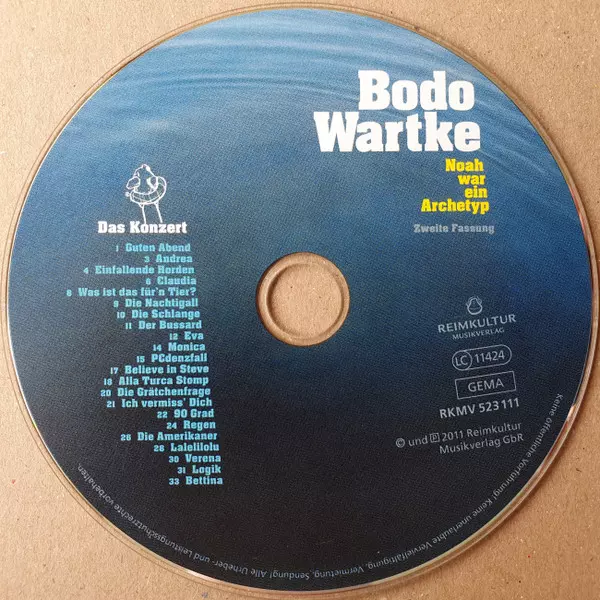 Bodo
Wartke
Noah
war
ein
Archetyp
Zweite Fassung
Das Konzert
1 Guten Abend
3 Andrea
4 Einfallende Horden
6 Claudia
8 Was ist das für'n Tier?
9 Die Nachtigall
10 Die Schlange
11 Der Bussard
12 Eva
14 Monica
15 PCdenzfall
17 Believe in Steve
18 Alla Turca Stomp
20 Die Grätchenfrage
21 Ich vermiss' Dich
22 90 Grad
24 Regen
26 Die Amerikaner
28 Lalelilolu
30 Verena
31 Logik
33 Bettina
REIMKULTUR
MUSIKVERLAG
LC 11424
GEMA
RKMV 523111
© und ℗ 2011 Reimkultur
Musikverlag GbR
Keine öffentliche Vorführung! Keine unerlaubte Vervielfältigung, Vermietung, Sendung! Alle Urheber- und Leistungsschutzrechte vorbehalten.